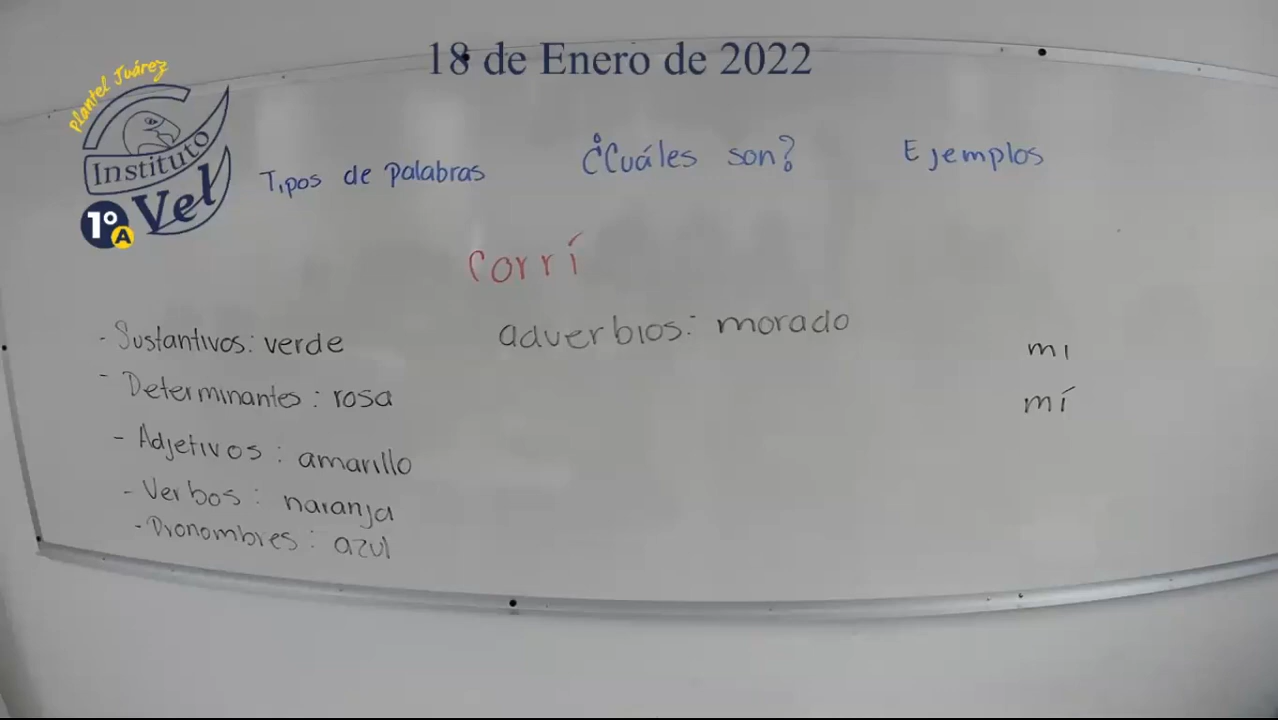 18 de Enero de 2022
Plantel Juárez
Instituto
Vel
1º A
Tipos de Palabras
¿Cuáles son?
Ejemplos
corrí
- Sustantivos: verde
- Determinantes: rosa
- Adjetivos: amarillo
- Verbos: naranja
- Pronombres: azul
adverbios: morado
mi
mí